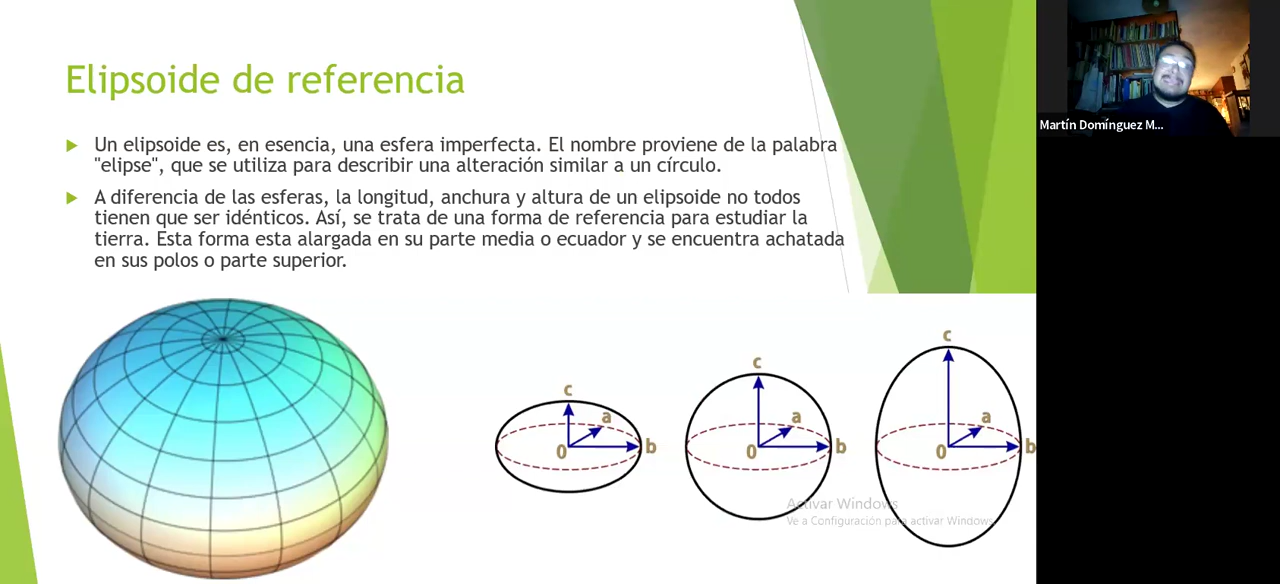 Elipsoide de referencia
Un elipsoide es, en esencia, una esfera imperfecta. El nombre proviene de la palabra
"elipse", que se utiliza para describir una alteración similar a un círculo.
A diferencia de las esferas, la longitud, anchura y altura de un elipsoide no todos
tienen que ser idénticos. Así, se trata de una forma de referencia para estudiar la
tierra. Esta forma esta alargada en su parte media o ecuador y se encuentra achatada
en sus polos o parte superior.
c
a
0
b
c
a
0
b
c
a
0
b
Activar Windows
Ve a Configuración para activar Windows.
Martín Domínguez M...